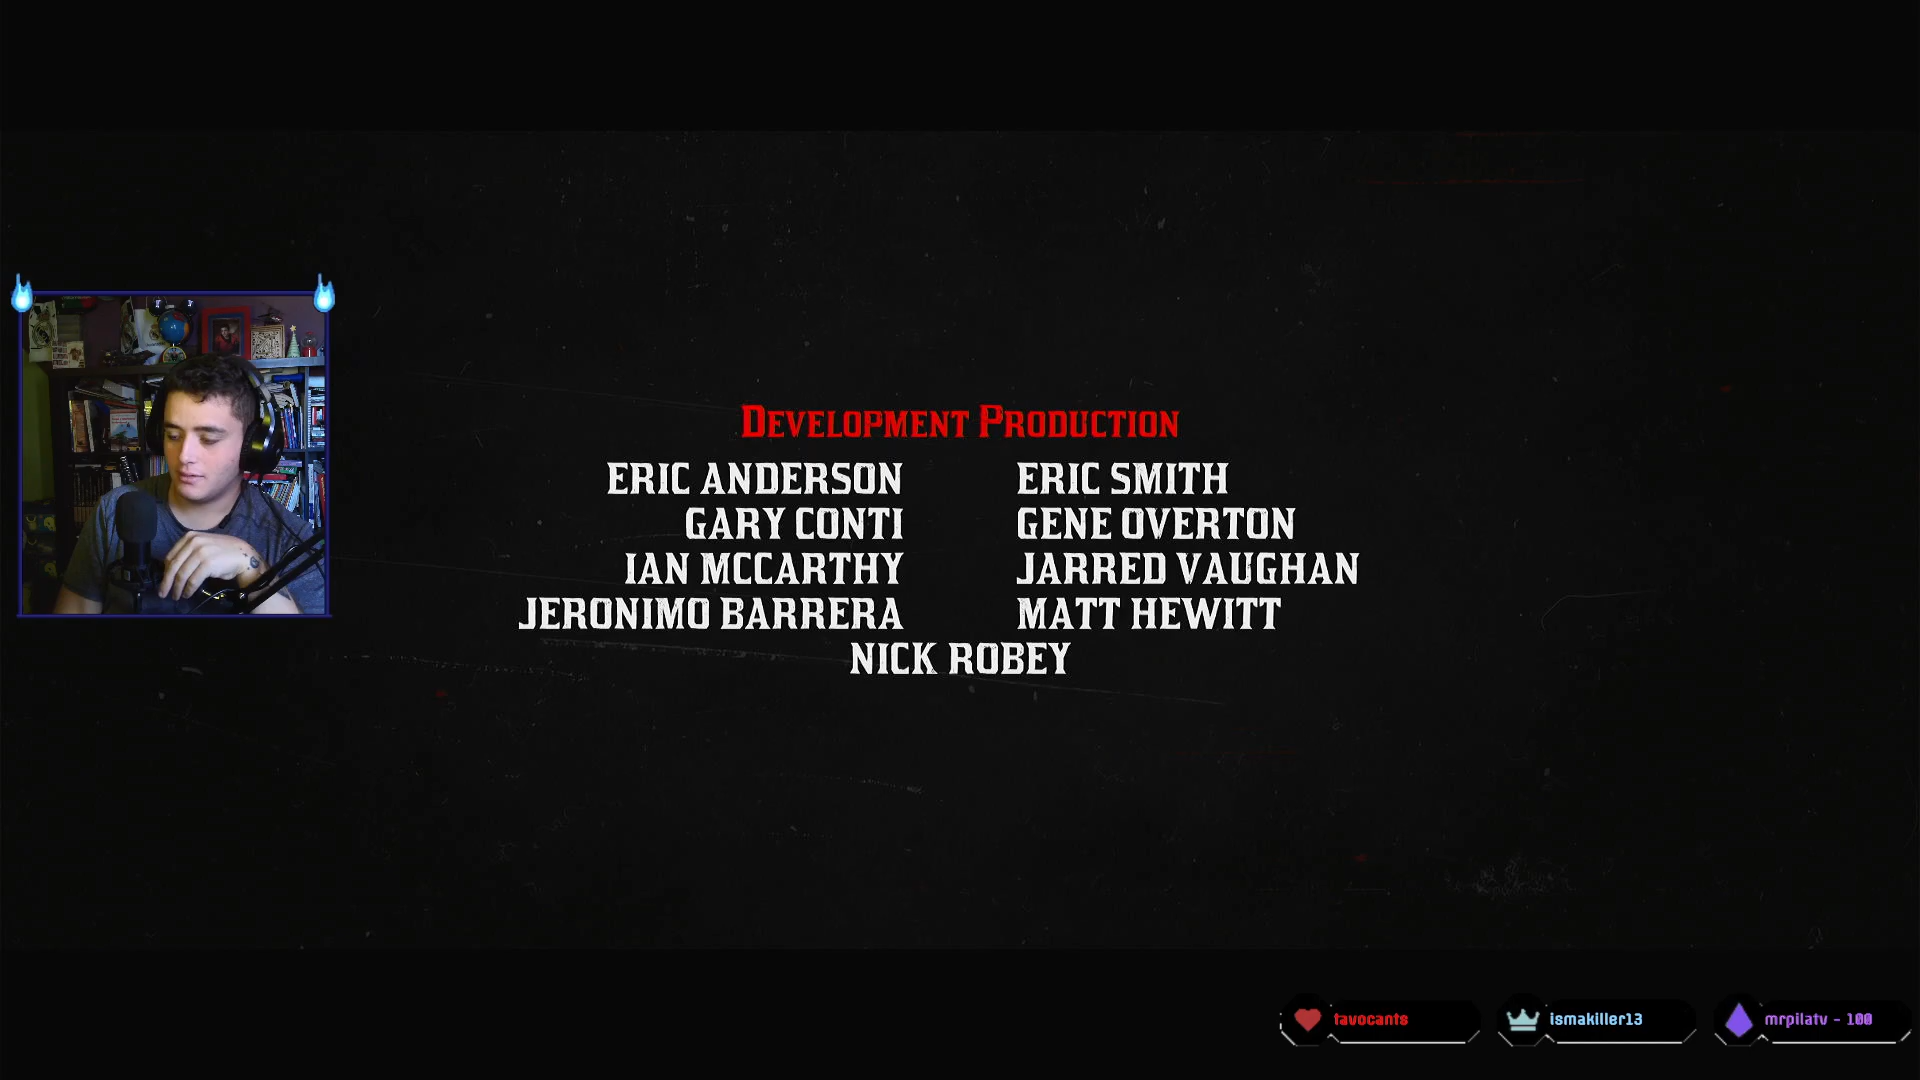 Development Production
ERIC ANDERSON ERIC SMITH
GARY CONTI GENE OVERTON
IAN MCCARTHY JARRED VAUGHAN
JERONIMO BARRERA MATT HEWITT
NICK ROBEY
tavocants ismakiller13 mrpilatv - 100